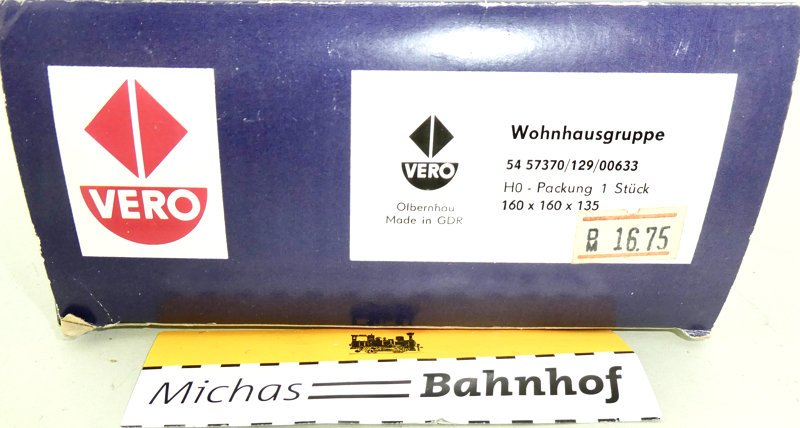 VERO
VERO
Olbernhau
Made in GDR
Wohnhausgruppe
54 57370/129/00633
H0 - Packung 1 Stück
160 x 160 x 135
DM 16.75
Michas Bahnhof